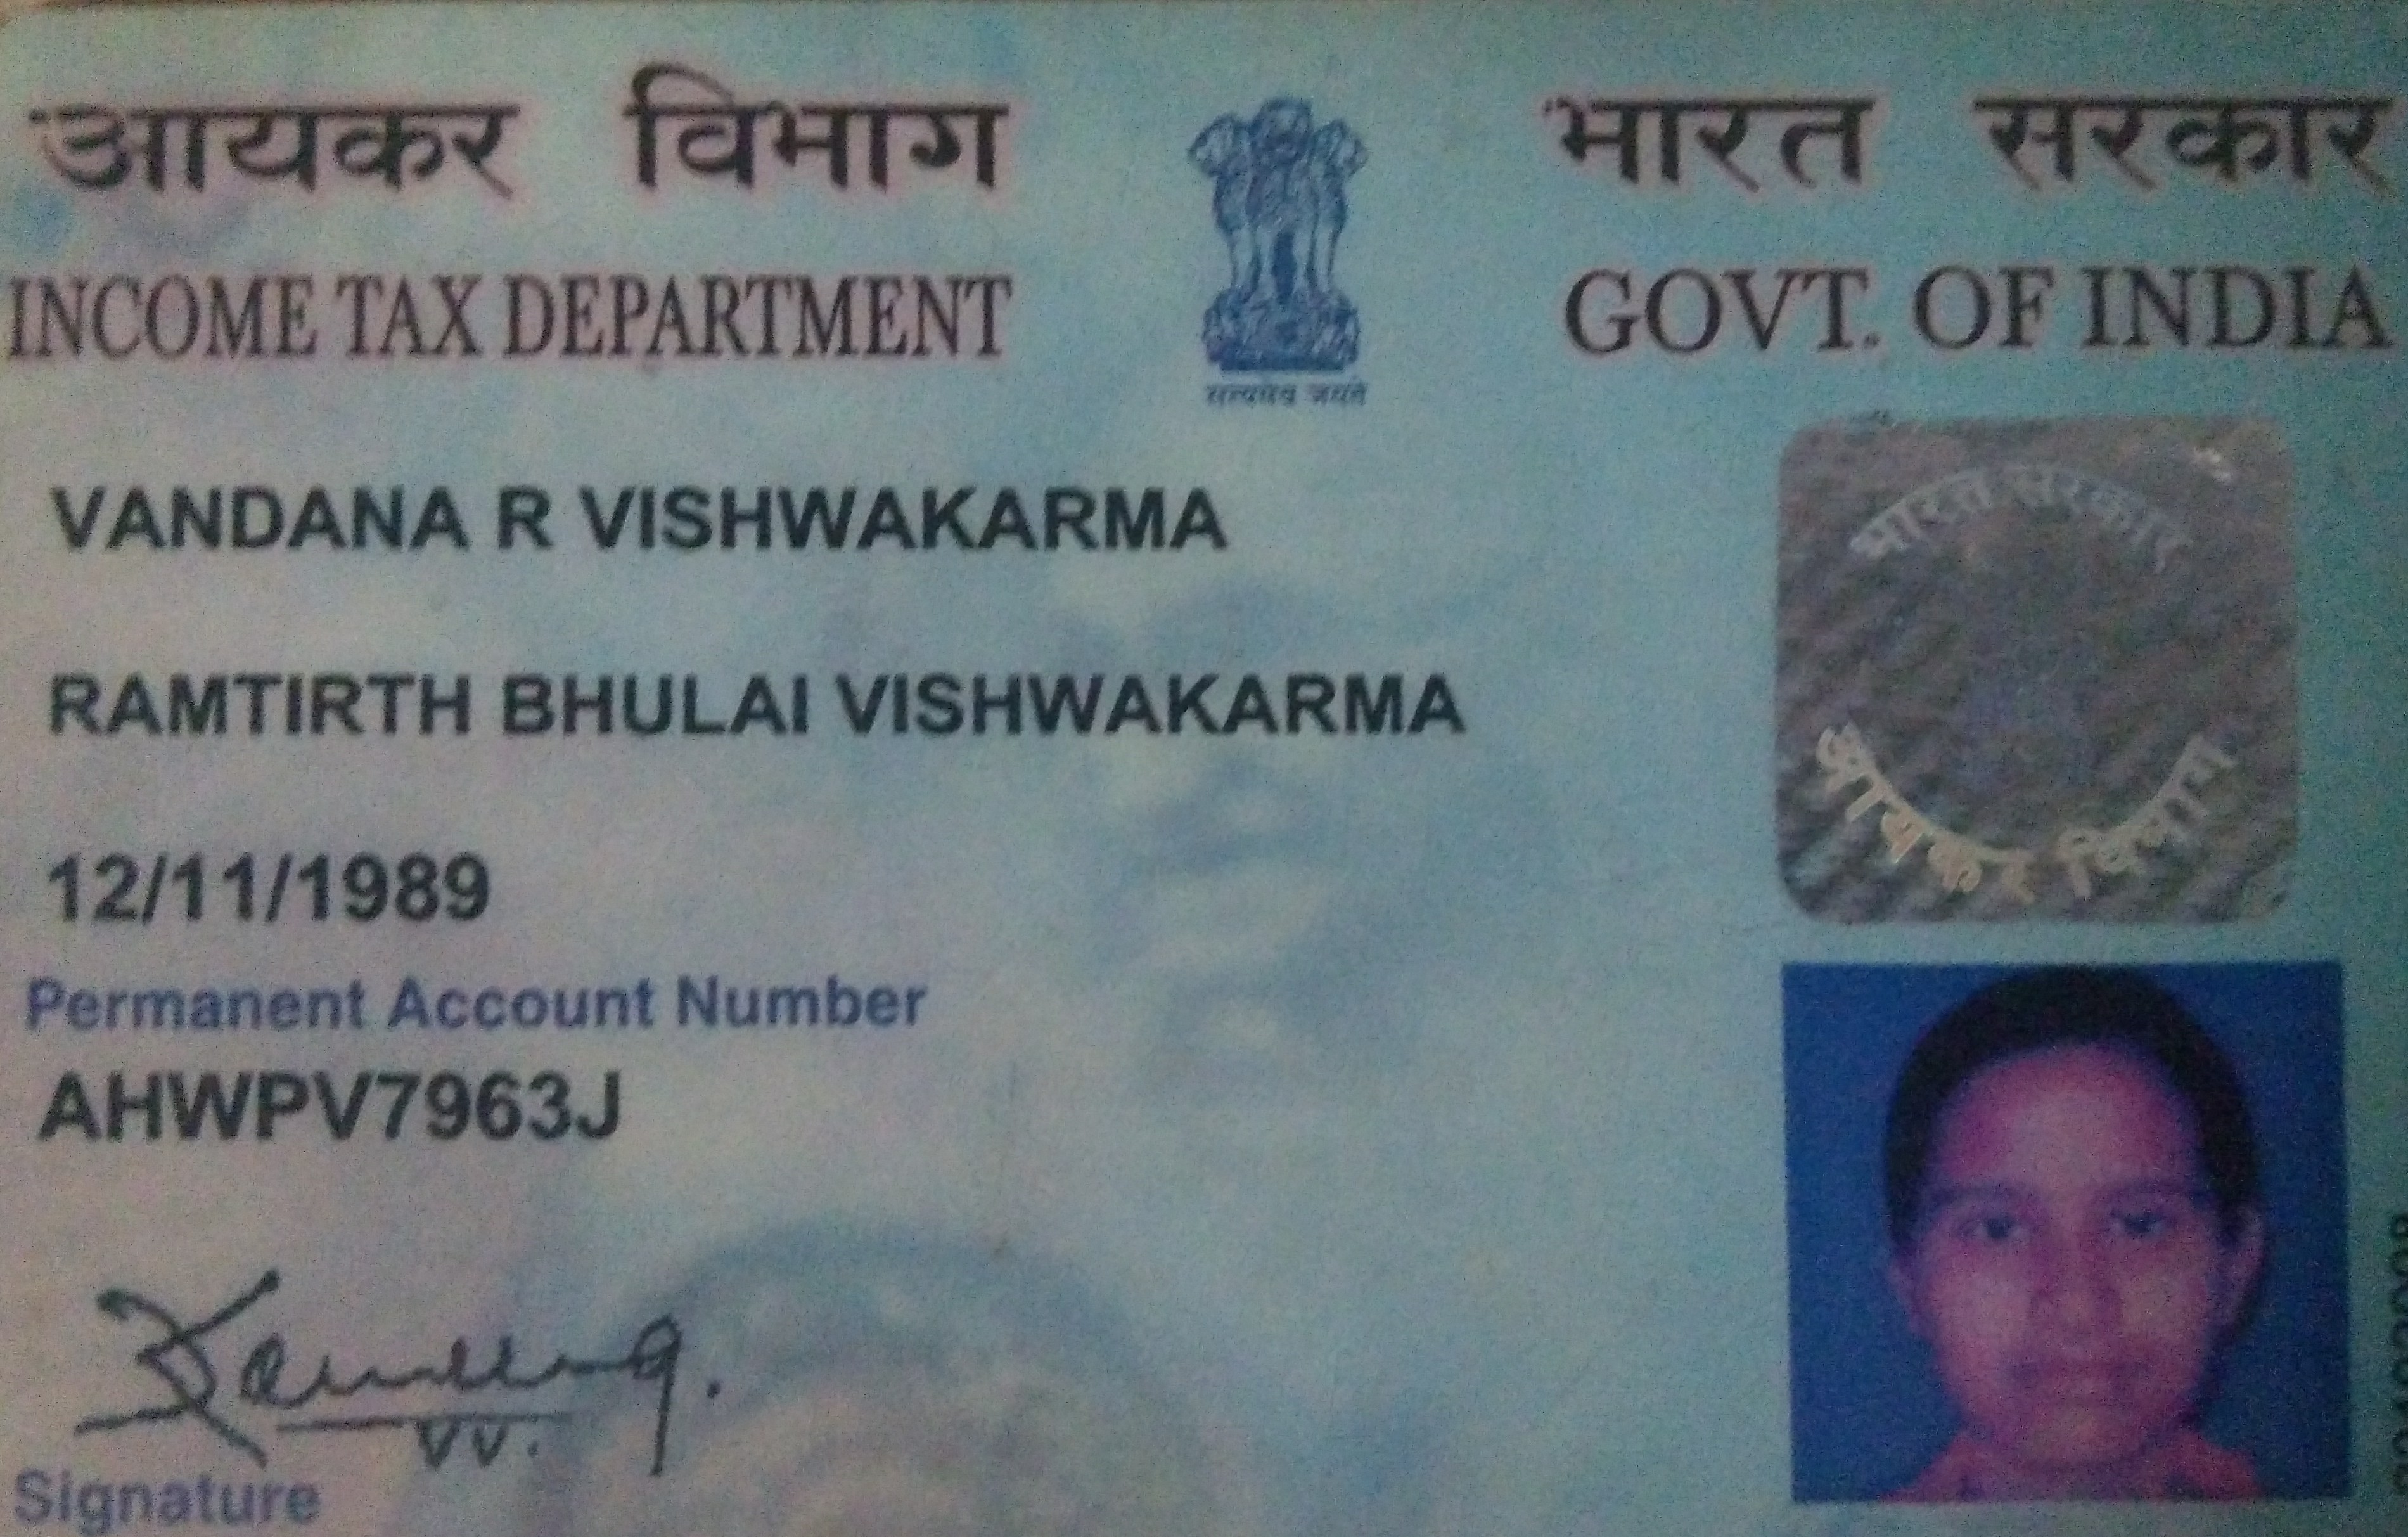 आयकर विभाग
भारत सरकार
INCOME TAX DEPARTMENT
GOVT. OF INDIA
सत्यमेव जयते
VANDANA R VISHWAKARMA
भारत सरकार
RAMTIRTH BHULAI VISHWAKARMA
आयकर विभाग
12/11/1989
Permanent Account Number
AHWPV7963J
VV.
Signature